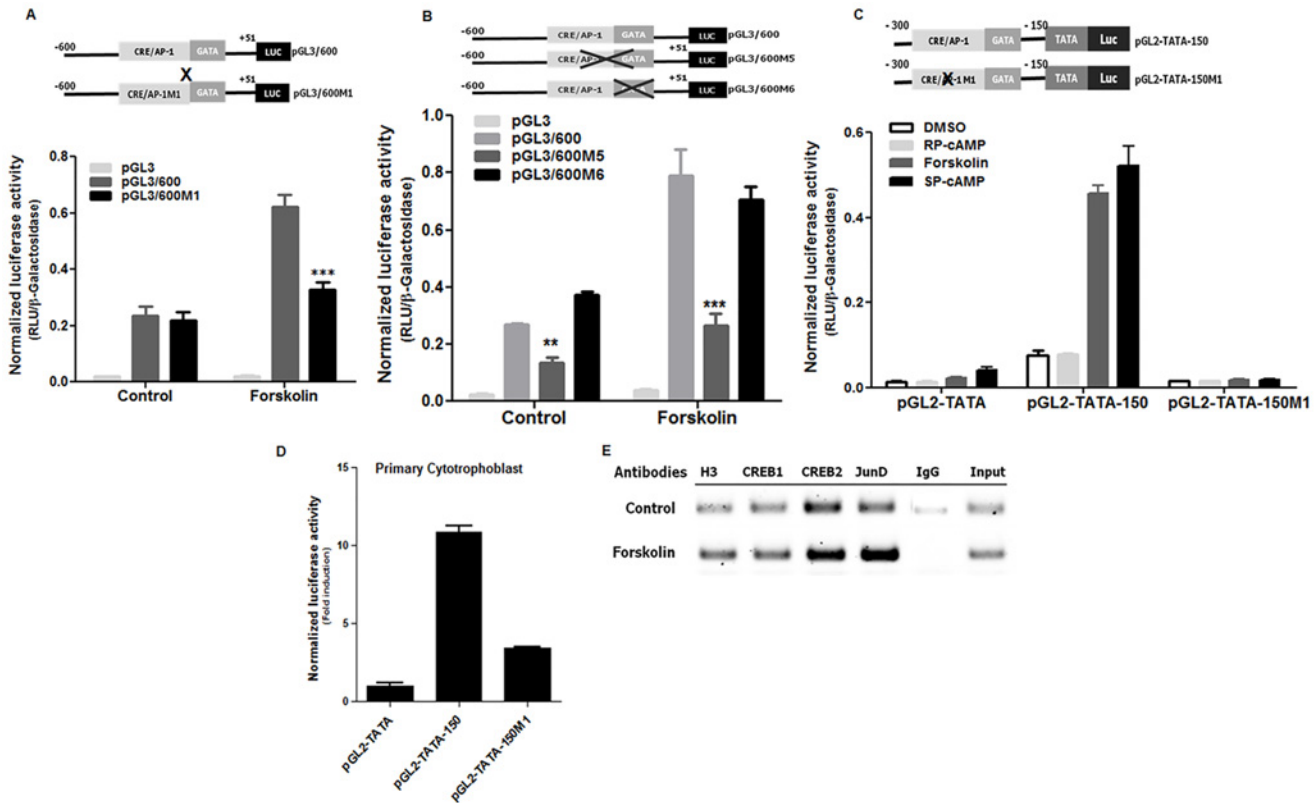 A
-600
CRE/AP-1
GATA
+51
LUC
pGL3/600
X
-600
CRE/AP-1M1
GATA
+51
LUC
pGL3/600M1
Normalized luciferase activity
(RLU/β-Galactosidase)
0.8
0.6
0.4
0.2
0.0
pGL3
pGL3/600
pGL3/600M1
***
Control
Forskolin
B
-600
CRE/AP-1
GATA
LUC
pGL3/600
-600
CRE/AP-1
GATA
+51
LUC
pGL3/600M5
-600
CRE/AP-1
+51
LUC
pGL3/600M6
Normalized luciferase activity
(RLU/β-Galactosidase)
1.0
0.8
0.6
0.4
0.2
0.0
pGL3
pGL3/600
pGL3/600M5
pGL3/600M6
**
***
Control
Forskolin
C
- 300
CRE/AP-1
GATA
- 150
TATA
Luc
pGL2-TATA-150
-300
CRE/ -1 M1
X
GATA
-150
TATA
Luc
pGL2-TATA-150M1
Normalized luciferase activity
(RLU/β-Galactosidase)
0.6
0.4
0.2
0.0
DMSO
RP-cAMP
Forskolin
SP-cAMP
pGL2-TATA
pGL2-TATA-150
pGL2-TATA-150M1
D
Primary Cytotrophoblast
Normalized luciferase activity
(Fold induction)
15
10
5
0
pGL2-TATA
pGL2-TATA-150
pGL2-TATA-150M1
E
Antibodies H3 CREB1 CREB2 JunD IgG Input
Control
Forskolin